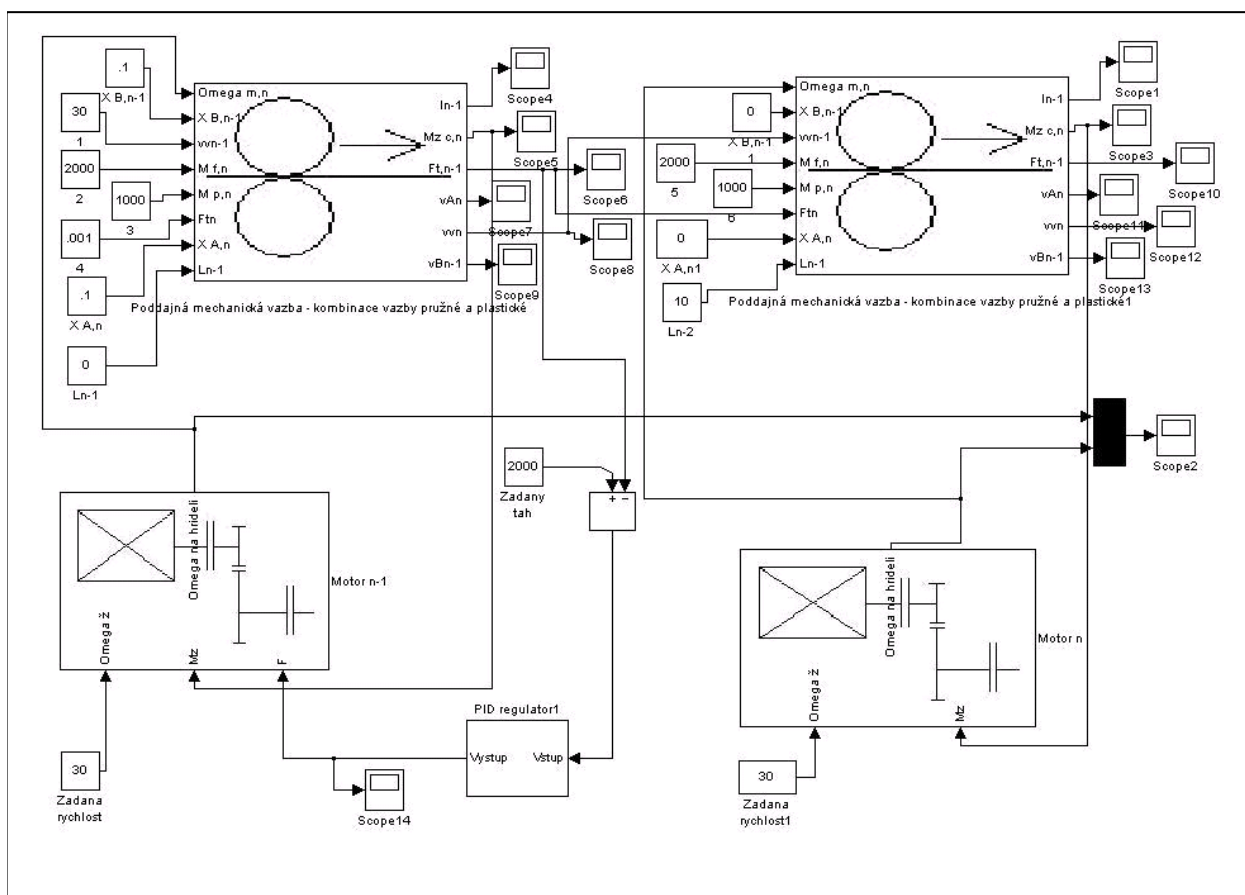 .1
X B,n-1
30
1
2000
2
1000
3
.001
4
.1
X A,n
0
Ln-1
Omega m,n
X B,n-1
vvn-1
M f,n
M p,n
Ftn
X A,n
Ln-1
In-1
Mz c,n
Ft,n-1
vAn
vvn
vBn-1
Poddajná mechanická vazba - kombinace vazby pružné a plastické
Scope4
Scope5
Scope6
Scope7
Scope8
Scope9
0
X B,n-1
1
2000
5
1000
6
0
X A,n1
10
Ln-2
Omega m,n
X B,n-1
vvn-1
M f,n
M p,n
Ftn
X A,n
Ln-1
In-1
Mz c,n
Ft,n-1
vAn
vvn
vBn-1
Poddajná mechanická vazba - kombinace vazby pružné a plastické1
Scope1
Scope3
Scope10
Scope11
Scope12
Scope13
Scope2
2000
Zadany
tah
+ −
Omega na hrídeli
Motor n-1
Omega ž
Mz
F
30
Zadana
rychlost
PID regulator1
Vystup
Vstup
Scope14
Omega na hrídeli
Motor n
Omega ž
Mz
30
Zadana
rychlost1